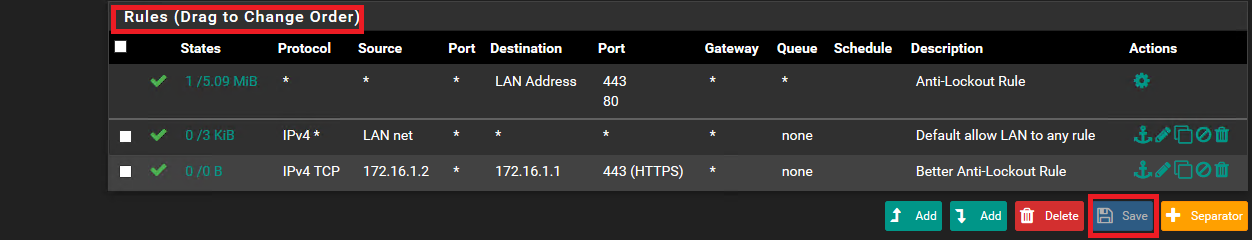 Rules (Drag to Change Order)
States Protocol Source Port Destination Port Gateway Queue Schedule Description Actions
1 /5.09 MiB * * * LAN Address 443 * * Anti-Lockout Rule
80
0 /3 KiB IPv4 * LAN net * * * * none Default allow LAN to any rule
0 /0 B IPv4 TCP 172.16.1.2 * 172.16.1.1 443 (HTTPS) * none Better Anti-Lockout Rule
Add Add Delete Save Separator